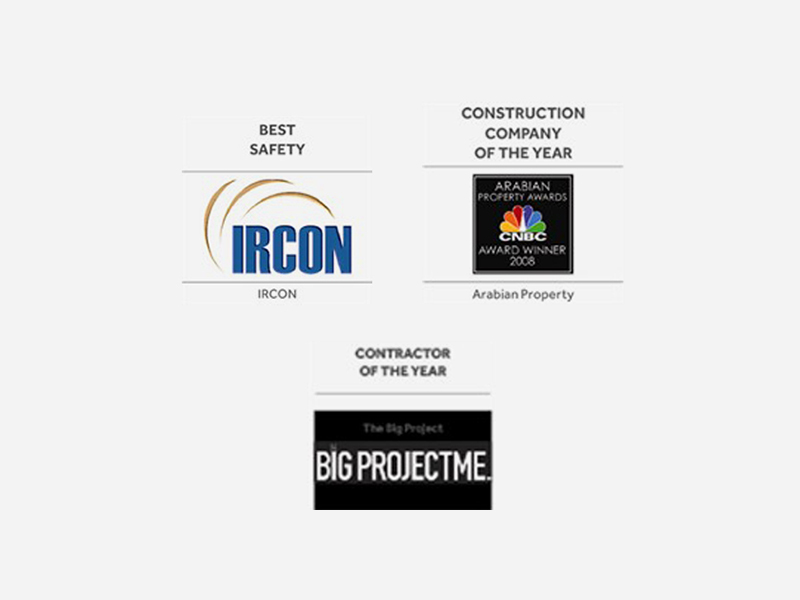 BEST
SAFETY
IRCON
IRCON
CONSTRUCTION
COMPANY
OF THE YEAR
ARABIAN
PROPERTY AWARDS
CNBC
AWARD WINNER
2008
Arabian Property
CONTRACTOR
OF THE YEAR
The Big Project
BIG PROJECTME.